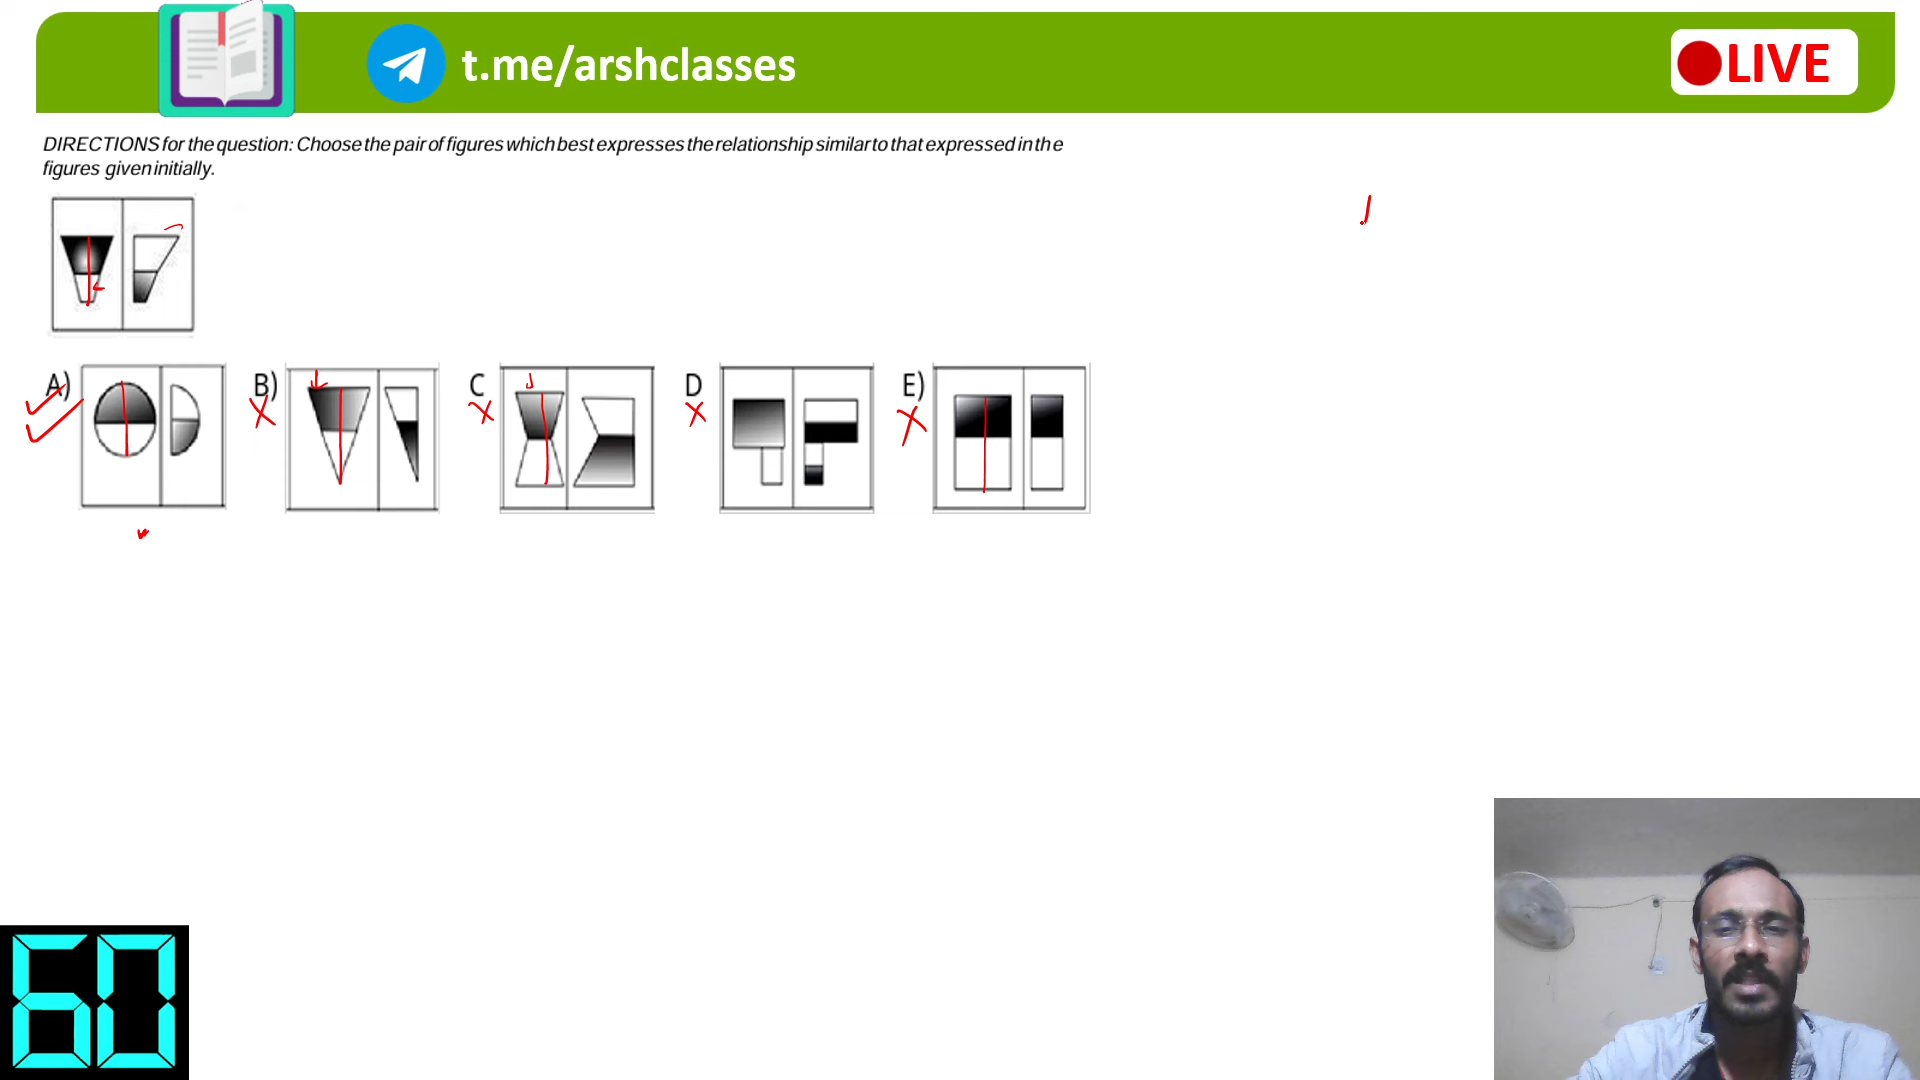 t.me/arshclasses
LIVE
DIRECTIONS for the question: Choose the pair of figures which best expresses the relationship similar to that expressed in the
figures given initially.
A) B) C D E)
60